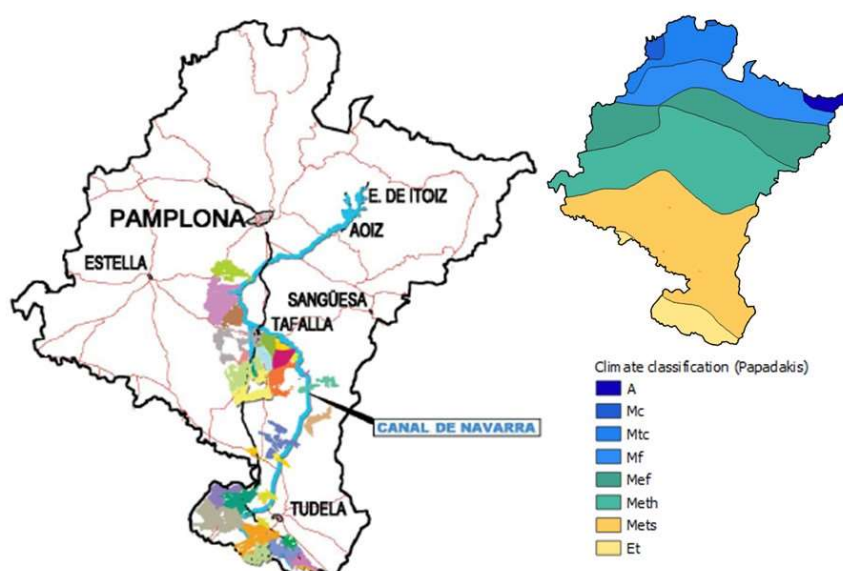 E. DE ITOIZ
PAMPLONA
AOIZ
ESTELLA
SANGÜESA
TAFALLA
CANAL DE NAVARRA
TUDELA
Climate classification (Papadakis)
A
Mc
Mtc
Mf
Mef
Meth
Mets
Et